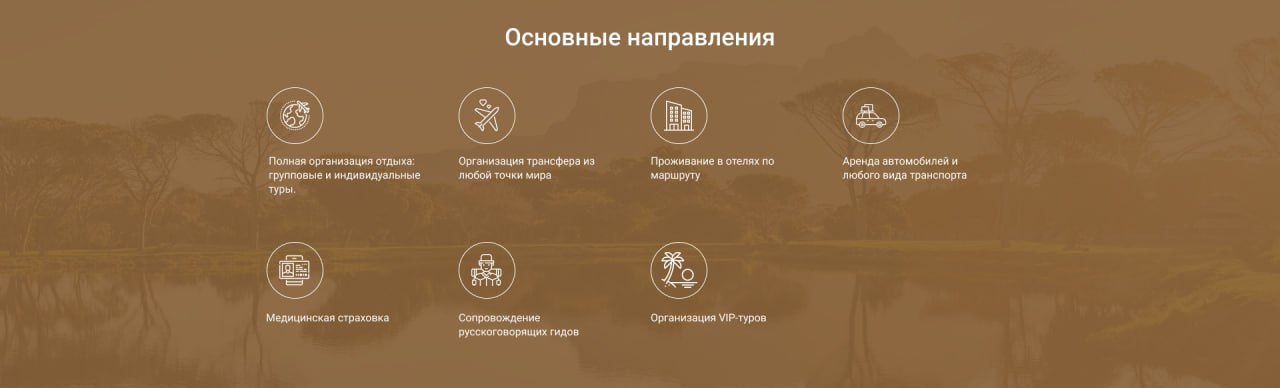 Основные направления
Полная организация отдыха:
групповые и индивидуальные
туры.
Организация трансфера из
любой точки мира
Проживание в отелях по
маршруту
Аренда автомобилей и
любого вида транспорта
Медицинская страховка
Сопровождение
русскоговорящих гидов
Организация VIP-туров